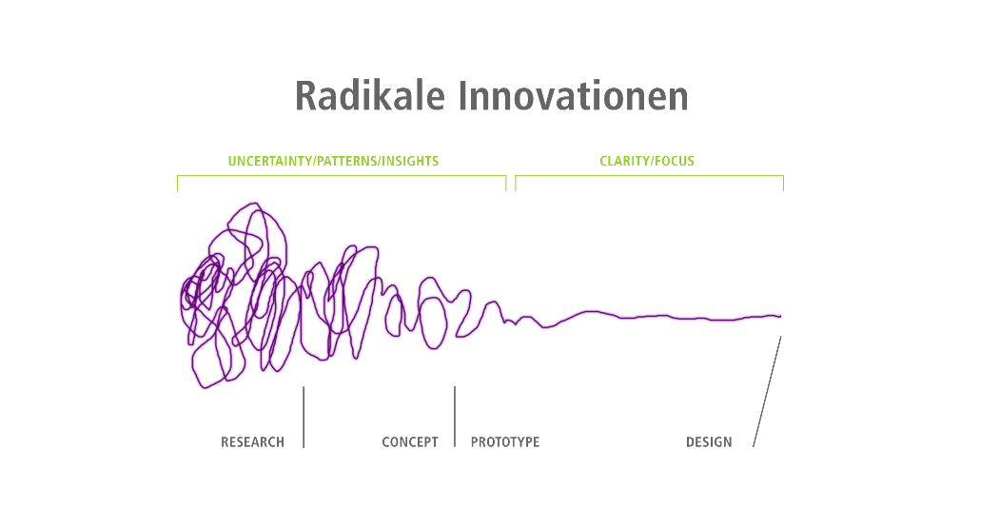 Radikale Innovationen
UNCERTAINTY/PATTERNS/INSIGHTS
CLARITY/FOCUS
RESEARCH
CONCEPT
PROTOTYPE
DESIGN